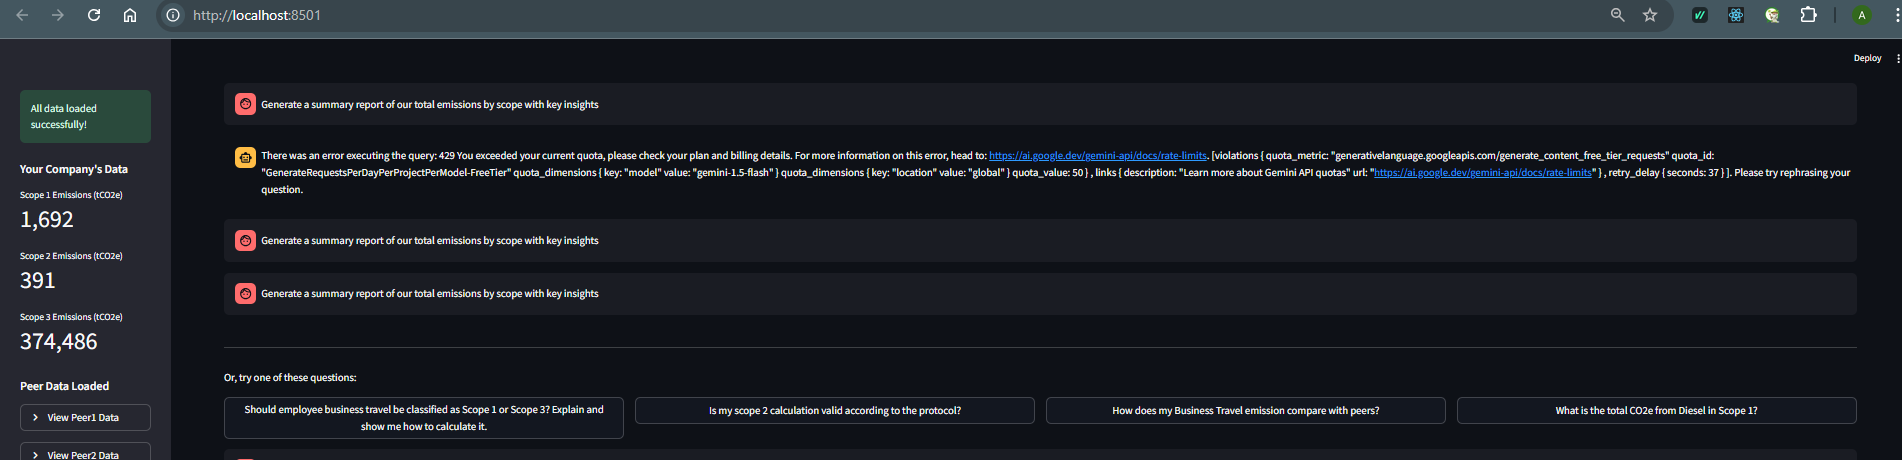 http://localhost:8501
A
Deploy
All data loaded
successfully!
Your Company's Data
Scope 1 Emissions (tCO2e)
1,692
Scope 2 Emissions (tCO2e)
391
Scope 3 Emissions (tCO2e)
374,486
Peer Data Loaded
View Peer1 Data
View Peer2 Data
Generate a summary report of our total emissions by scope with key insights
There was an error executing the query: 429 You exceeded your current quota, please check your plan and billing details. For more information on this error, head to: https://ai.google.dev/gemini-api/docs/rate-limits. [violations { quota_metric: "generativelanguage.googleapis.com/generate_content_free_tier_requests" quota_id:
"GenerateRequestsPerDayPerProjectPerModel-FreeTier" quota_dimensions { key: "model" value: "gemini-1.5-flash" } quota_dimensions { key: "location" value: "global" } quota_value: 50 } , links { description: "Learn more about Gemini API quotas" url: "https://ai.google.dev/gemini-api/docs/rate-limits" } , retry_delay { seconds: 37 } ]. Please try rephrasing your
question.
Generate a summary report of our total emissions by scope with key insights
Generate a summary report of our total emissions by scope with key insights
Or, try one of these questions:
Should employee business travel be classified as Scope 1 or Scope 3? Explain and
show me how to calculate it.
Is my scope 2 calculation valid according to the protocol?
How does my Business Travel emission compare with peers?
What is the total CO2e from Diesel in Scope 1?